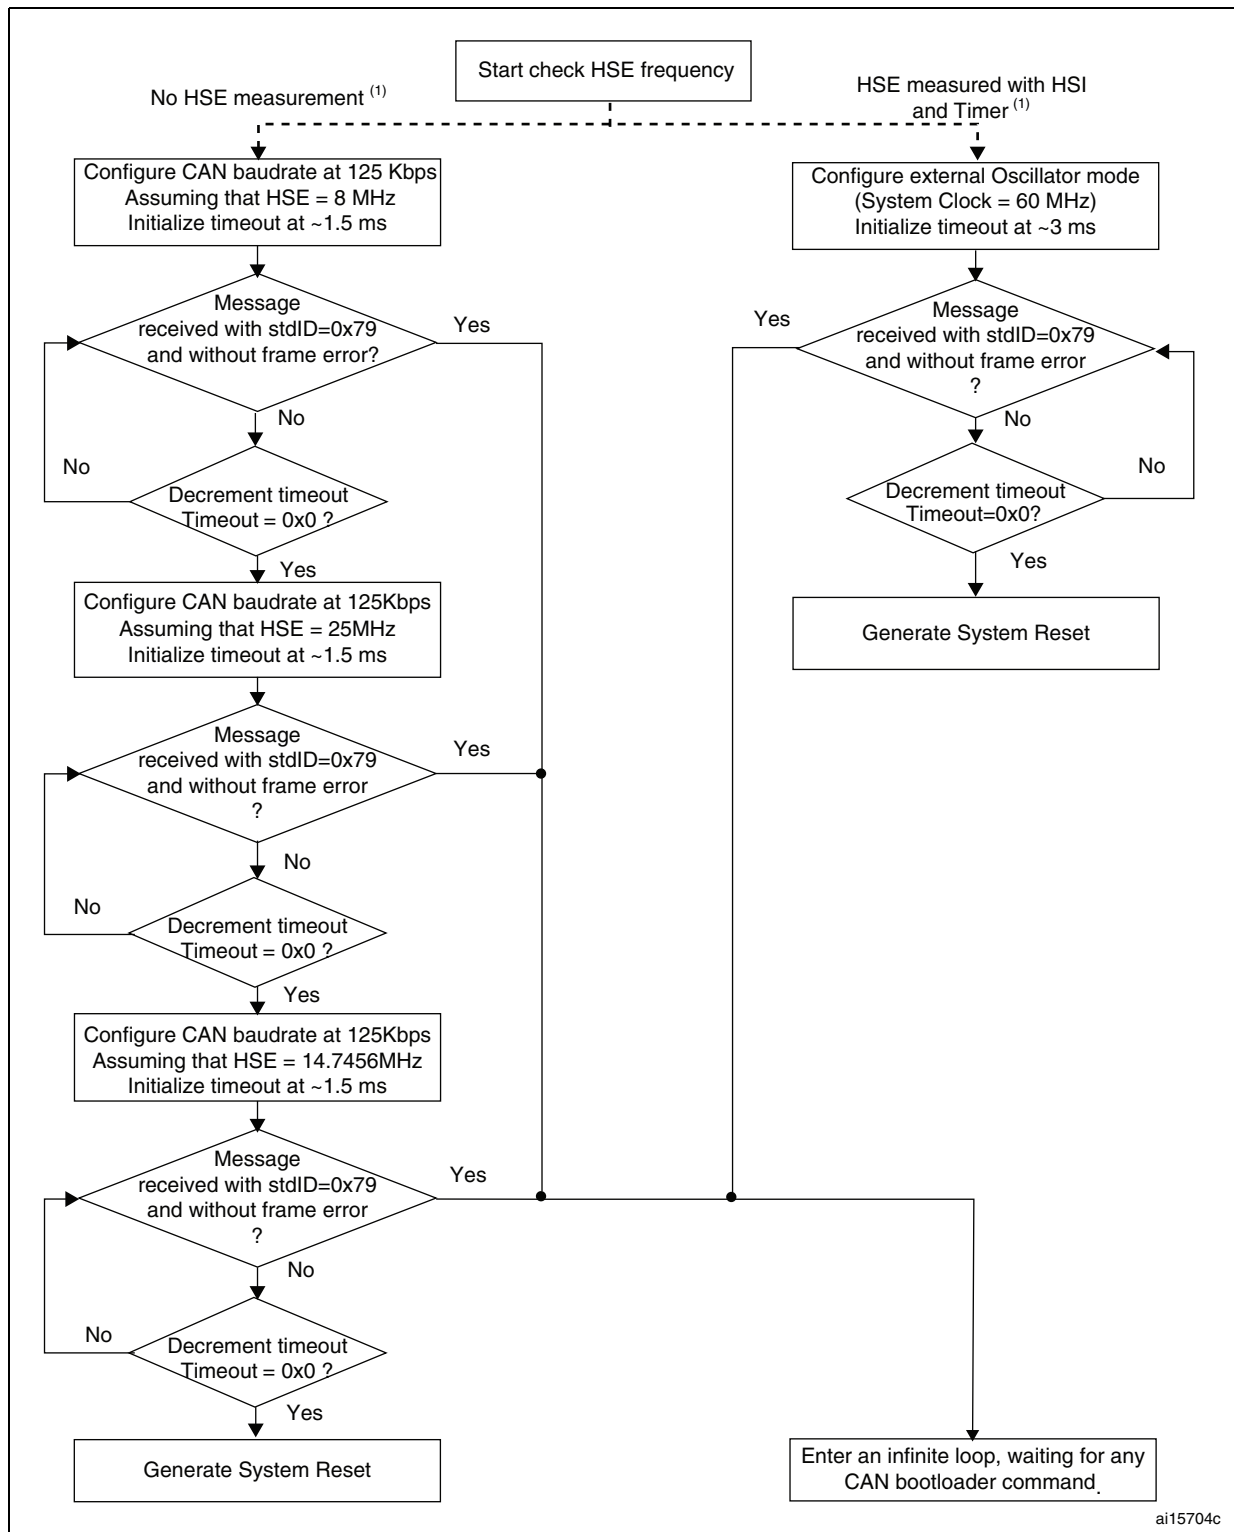 Start check HSE frequency
No HSE measurement (1)
HSE measured with HSI
and Timer (1)
Configure CAN baudrate at 125 Kbps
Assuming that HSE = 8 MHz
Initialize timeout at ~1.5 ms
Message
received with stdID=0x79
and without frame error?
Yes
No
No
Decrement timeout
Timeout = 0x0 ?
Yes
Configure CAN baudrate at 125Kbps
Assuming that HSE = 25MHz
Initialize timeout at ~1.5 ms
Message
received with stdID=0x79
and without frame error
?
Yes
No
No
Decrement timeout
Timeout = 0x0 ?
Yes
Configure CAN baudrate at 125Kbps
Assuming that HSE = 14.7456MHz
Initialize timeout at ~1.5 ms
Message
received with stdID=0x79
and without frame error
?
Yes
No
No
Decrement timeout
Timeout = 0x0 ?
Yes
Generate System Reset
Configure external Oscillator mode
(System Clock = 60 MHz)
Initialize timeout at ~3 ms
Yes
Message
received with stdID=0x79
and without frame error
?
No
No
Decrement timeout
Timeout=0x0?
Yes
Generate System Reset
Enter an infinite loop, waiting for any
CAN bootloader command.
ai15704c